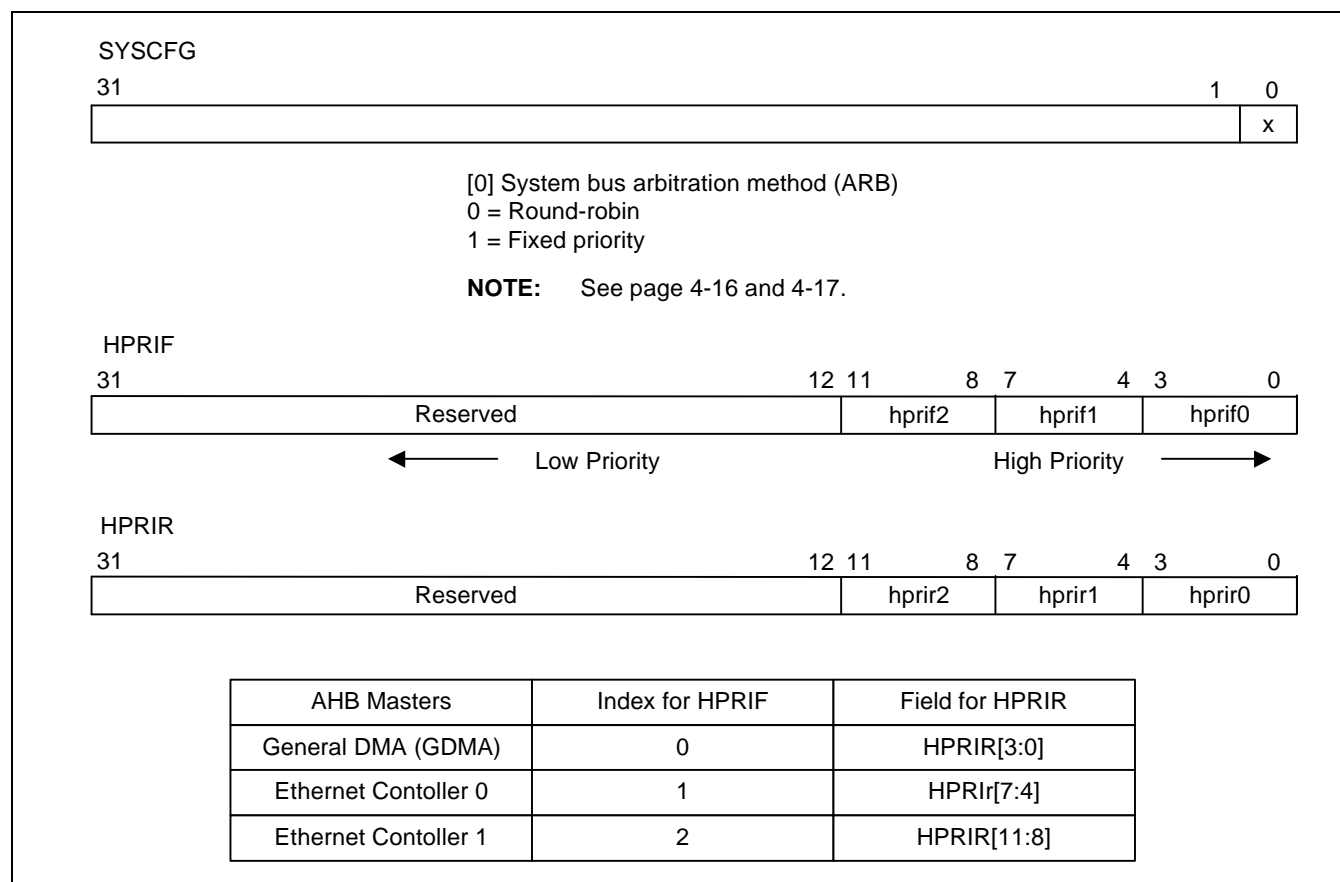 SYSCFG
31 1 0
x
[0] System bus arbitration method (ARB)
0 = Round-robin
1 = Fixed priority
NOTE: See page 4-16 and 4-17.
HPRIF
31 12 11 8 7 4 3 0
Reserved hprif2 hprif1 hprif0
Low Priority High Priority
HPRIR
31 12 11 8 7 4 3 0
Reserved hprir2 hprir1 hprir0
AHB Masters Index for HPRIF Field for HPRIR
General DMA (GDMA) 0 HPRIR[3:0]
Ethernet Contoller 0 1 HPRIr[7:4]
Ethernet Contoller 1 2 HPRIR[11:8]